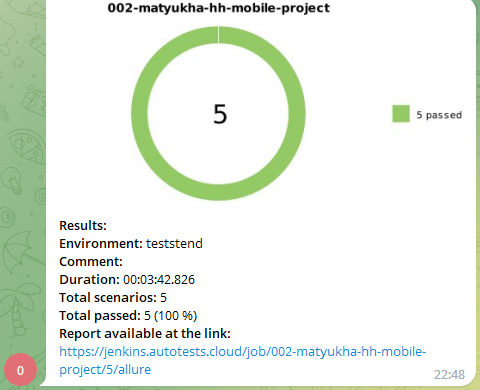 002-matyukha-hh-mobile-project
5
5 passed
Results:
Environment: teststend
Comment:
Duration: 00:03:42.826
Total scenarios: 5
Total passed: 5 (100 %)
Report available at the link:
https://jenkins.autotests.cloud/job/002-matyukha-hh-mobile-
project/5/allure
0
22:48